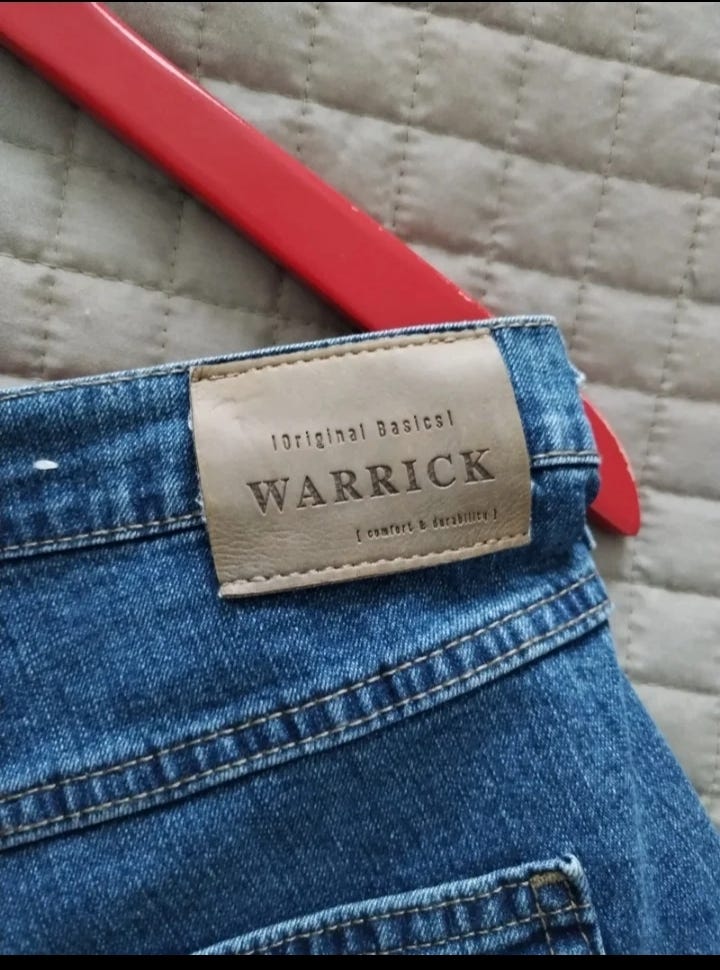 |Original Basics|
WARRICK
[ comfort & durability ]